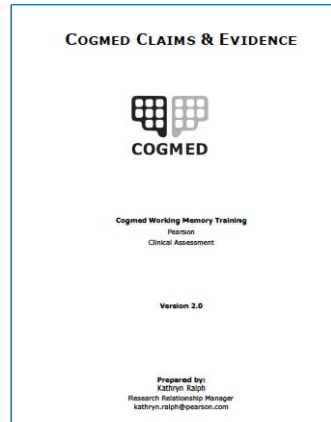 COGMED CLAIMS & EVIDENCE
COGMED
Cogmed Working Memory Training
Pearson
Clinical Assessment
Version 2.0
Prepared by:
Kathryn Ralph
Research Relationship Manager
kathryn.ralph@pearson.com